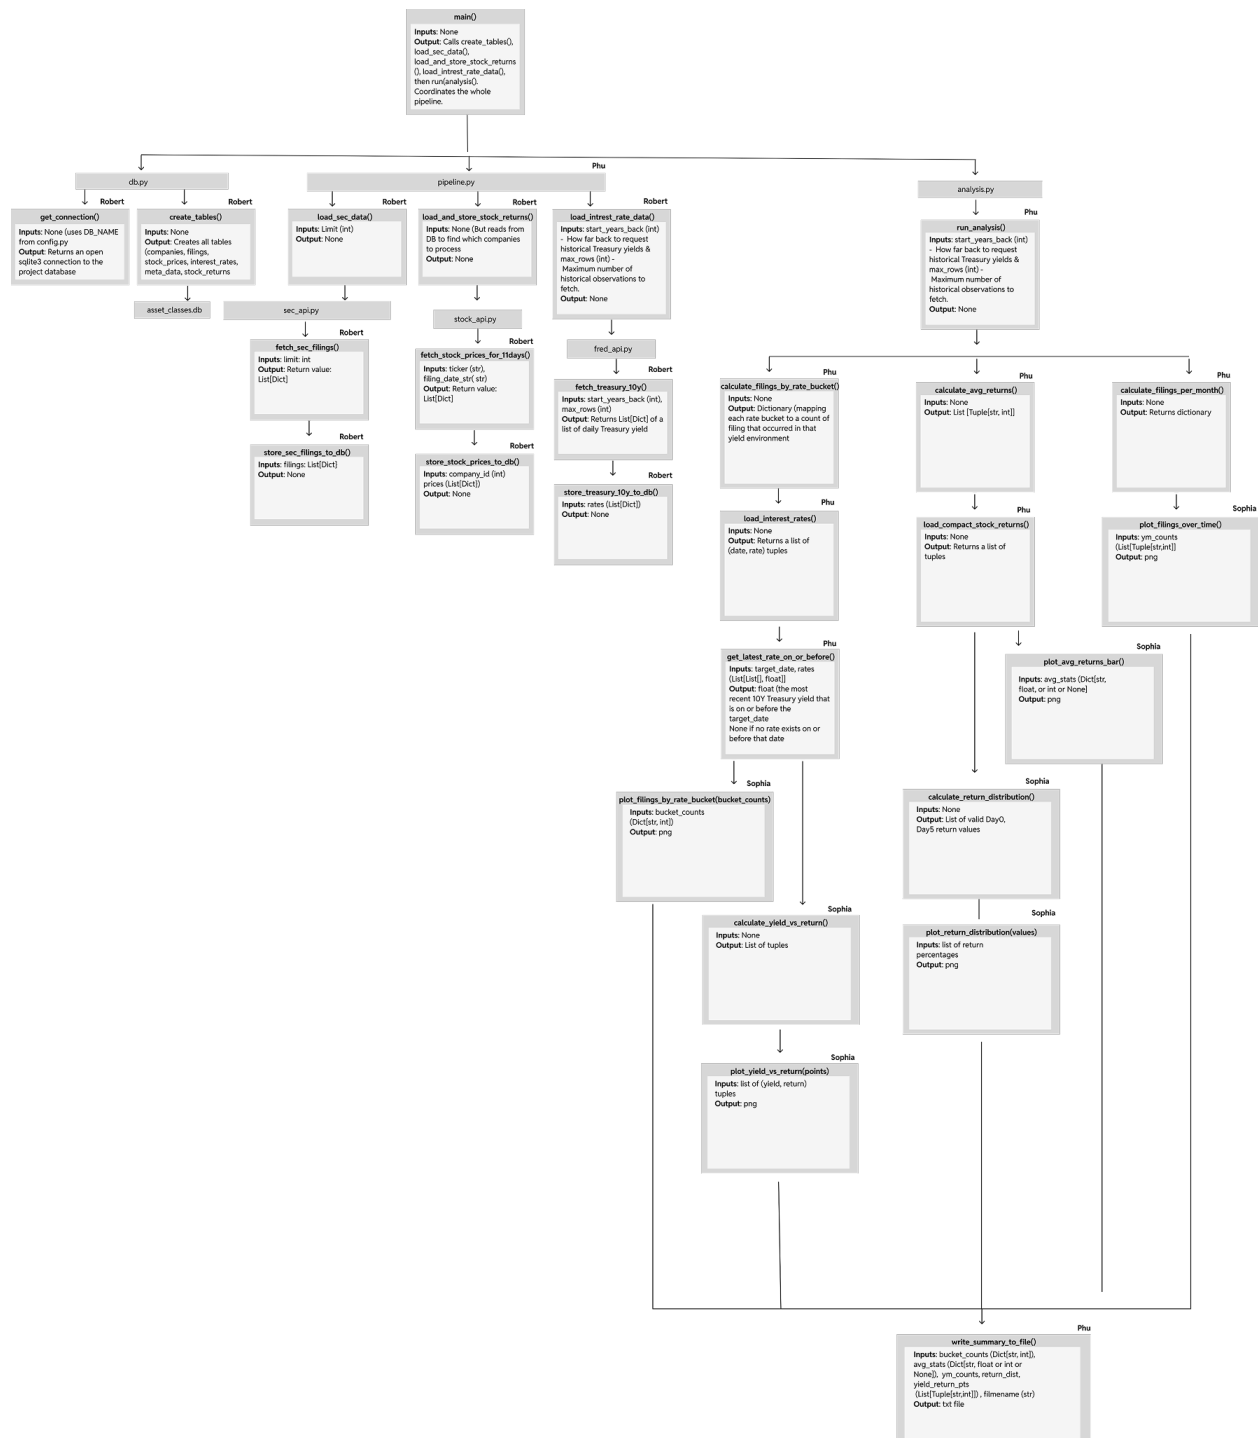 main()
Inputs: None
Output: Calls create_tables(),
load_sec_data(),
load_and_store_stock_returns
(), load_intrest_rate_data(),
then run(analysis().
Coordinates the whole
pipeline.
db.py
Robert
get_connection()
Inputs: None (uses DB_NAME
from config.py
Output: Returns an open
sqlite3 connection to the
project database
Robert
create_tables()
Inputs: None
Output: Creates all tables
(companies, filings,
stock_prices, interest_rates,
meta_data, stock_returns
asset_classes.db
Phu
pipeline.py
Robert
load_sec_data()
Inputs: Limit (int)
Output: None
sec_api.py
Robert
fetch_sec_filings()
Inputs: limit: int
Output: Return value:
List[Dict]
Robert
store_sec_filings_to_db()
Inputs: filings: List[Dict}
Output: None
Robert
load_and_store_stock_returns()
Inputs: None (But reads from
DB to find which companies
to process
Output: None
stock_api.py
Robert
fetch_stock_prices_for_11days()
Inputs: ticker (str),
filing_date_str( str)
Output: Return value:
List[Dict]
Robert
store_stock_prices_to_db()
Inputs: company_id (int)
prices (List[Dict])
Output: None
Robert
load_intrest_rate_data()
Inputs: start_years_back (int)
- How far back to request
historical Treasury yields &
max_rows (int) -
Maximum number of
historical observations to
fetch.
Output: None
fred_api.py
Robert
fetch_treasury_10y()
Inputs: start_years_back (int),
max_rows (int)
Output: Returns List[Dict] of a
list of daily Treasury yield
Robert
store_treasury_10y_to_db()
Inputs: rates (List[Dict])
Output: None
analysis.py
Phu
run_analysis()
Inputs: start_years_back (int)
- How far back to request
historical Treasury yields &
max_rows (int) -
Maximum number of
historical observations to
fetch.
Output: None
Phu
calculate_filings_by_rate_bucket()
Inputs: None
Output: Dictionary (mapping
each rate bucket to a count of
filing that occurred in that
yield environment
Phu
load_interest_rates()
Inputs: None
Output: Returns a list of
(date, rate) tuples
Phu
get_latest_rate_on_or_before()
Inputs: target_date, rates
(List[List[], float]]
Output: float (the most
recent 10Y Treasury yield that
is on or before the
target_date
None if no rate exists on or
before that date
Sophia
plot_filings_by_rate_bucket(bucket_counts)
Inputs: bucket_counts
(Dict[str, int])
Output: png
Sophia
calculate_yield_vs_return()
Inputs: None
Output: List of tuples
Sophia
plot_yield_vs_return(points)
Inputs: list of (yield, return)
tuples
Output: png
Phu
calculate_avg_returns()
Inputs: None
Output: List [Tuple[str, int]]
Phu
load_compact_stock_returns()
Inputs: None
Output: Returns a list of
tuples
Sophia
plot_avg_returns_bar()
Inputs: avg_stats (Dict[str,
float, or int or None]
Output: png
Sophia
calculate_return_distribution()
Inputs: None
Output: List of valid Day0,
Day5 return values
Sophia
plot_return_distribution(values)
Inputs: list of return
percentages
Output: png
Phu
calculate_filings_per_month()
Inputs: None
Output: Returns dictionary
Sophia
plot_filings_over_time()
Inputs: ym_counts
(List[Tuple[str,int]]
Output: png
Phu
write_summary_to_file()
Inputs: bucket_counts (Dict[str, int]),
avg_stats (Dict[str, float or int or
None]), ym_counts, return_dist,
yield_return_pts
(List[Tuple[str,int]]) , filmename (str)
Output: txt file